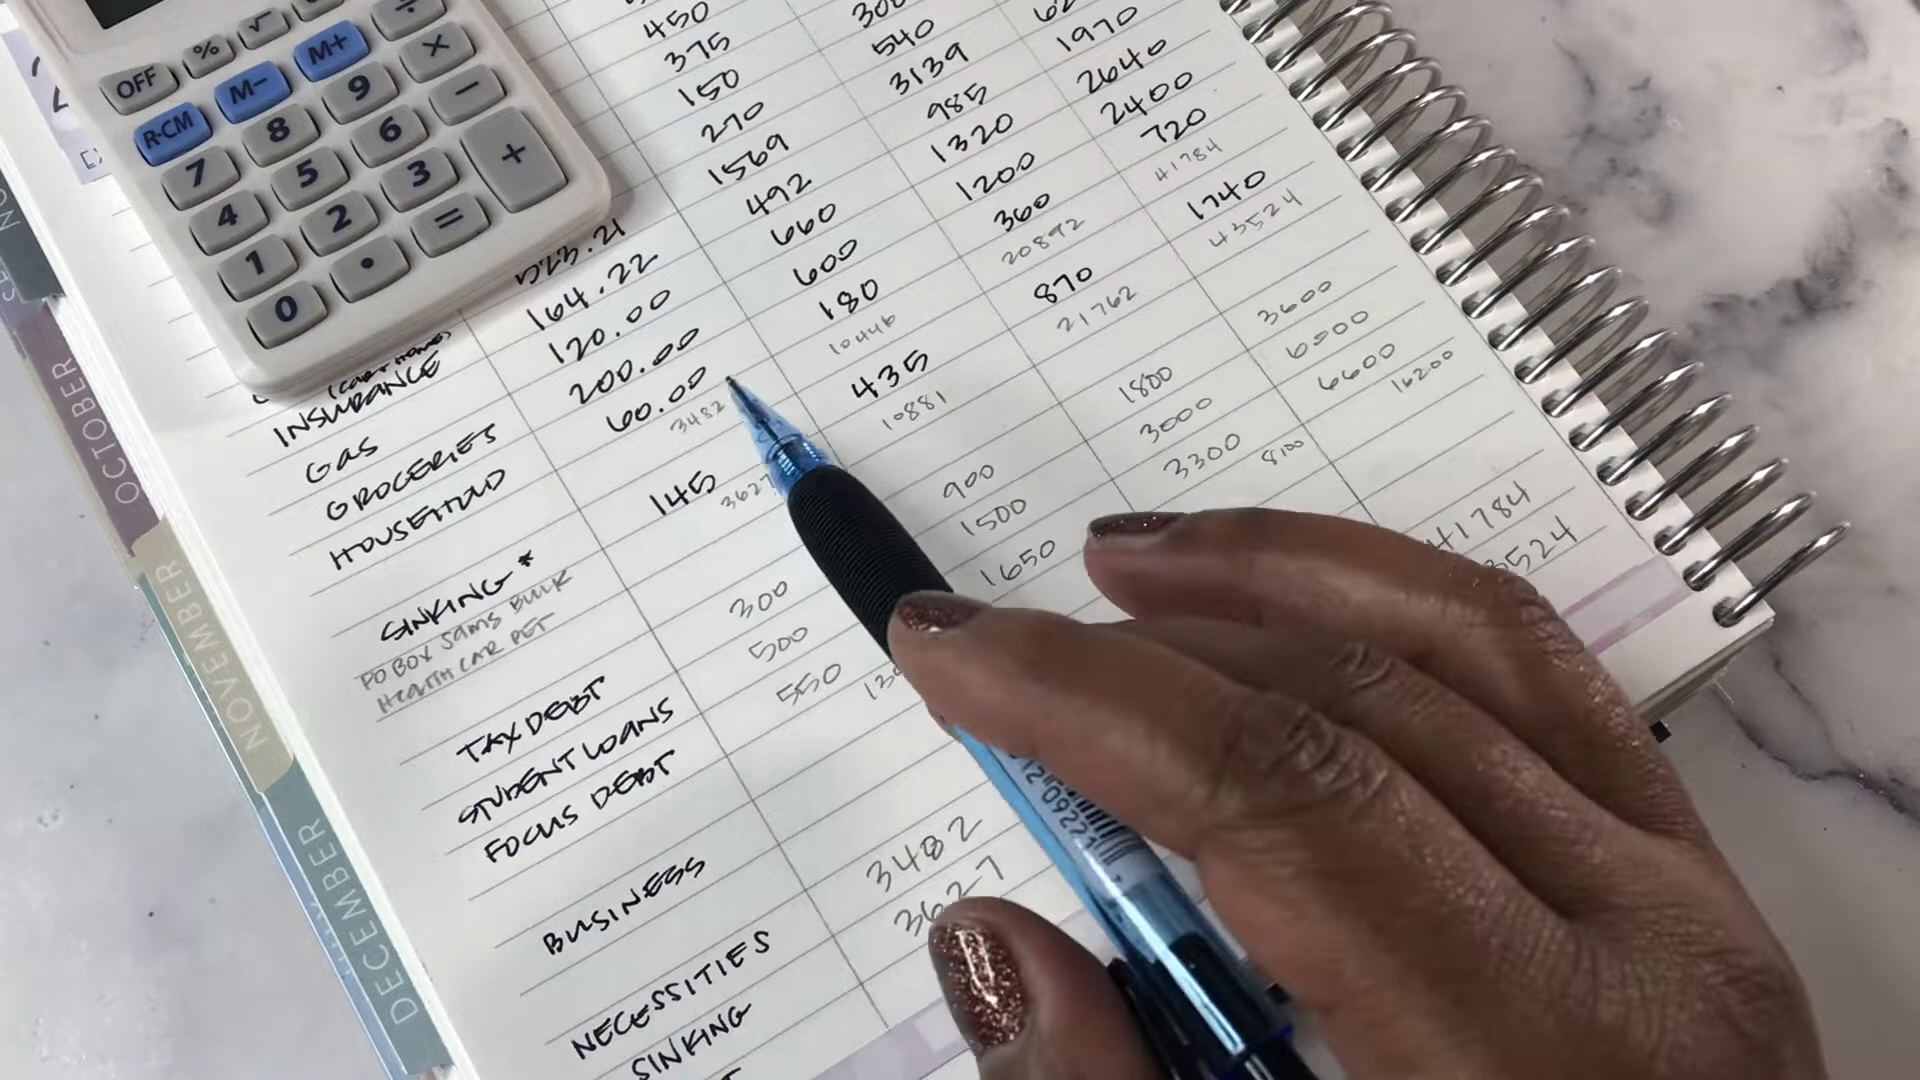 OFF % √ ÷
M- M+ ×
R·CM 8 9 −
7 5 6 +
4 2 3
1 • =
0
OCTOBER
NOVEMBER
DECEMBER
450
375
150 540
270 3139 1970
1569 985 2640
492 1320 2400
660 1200 720
164.22 600 360 41784
INSURANCE 120.00 180 20892 1740
GAS 200.00 10446 870 43524
GROCERIES 60.00 435 21762
HOUSEHOLD 3482 10881
SINKING * 145
PO BOX SAMS BULK
HEALTH CAR PET
TAX DEBT 300 900 1800 3600
STUDENT LOANS 500 1500 3000 6000
FOCUS DEBT 550 1650 3300 6600
8100 16200
BUSINESS
NECESSITIES 3482 41784
SINKING